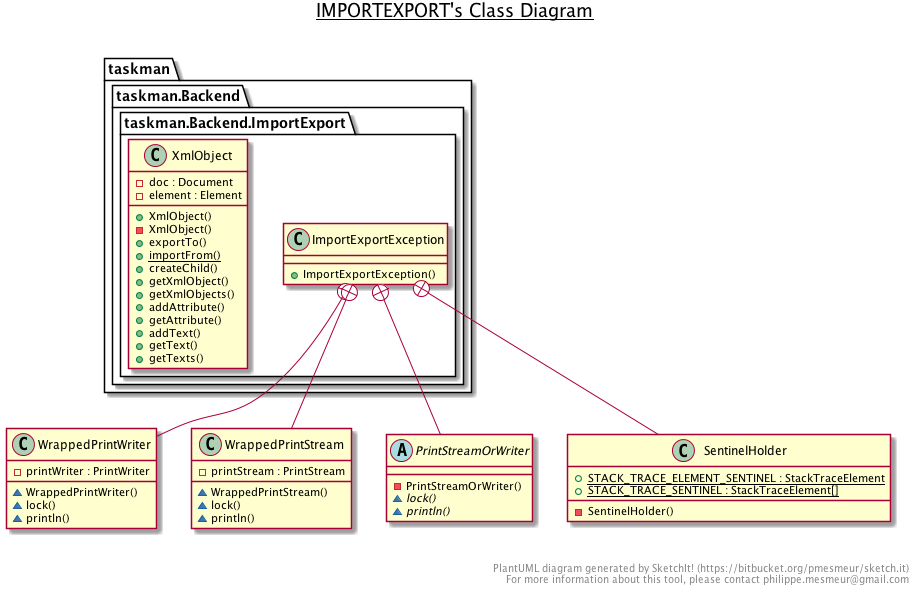 IMPORTEXPORT's Class Diagram
taskman
taskman.Backend
taskman.Backend.ImportExport
C XmlObject
doc : Document
element : Element
XmlObject()
XmlObject()
exportTo()
importFrom()
createChild()
getXmlObject()
getXmlObjects()
addAttribute()
getAttribute()
addText()
getText()
getTexts()
C ImportExportException
ImportExportException()
C WrappedPrintWriter
printWriter : PrintWriter
WrappedPrintWriter()
lock()
println()
C WrappedPrintStream
printStream : PrintStream
WrappedPrintStream()
lock()
println()
A PrintStreamOrWriter
PrintStreamOrWriter()
lock()
println()
C SentinelHolder
STACK_TRACE_ELEMENT_SENTINEL : StackTraceElement
STACK_TRACE_SENTINEL : StackTraceElement[]
SentinelHolder()
PlantUML diagram generated by SketchIt! (https://bitbucket.org/pmesmeur/sketch.it)
For more information about this tool, please contact philippe.mesmeur@gmail.com